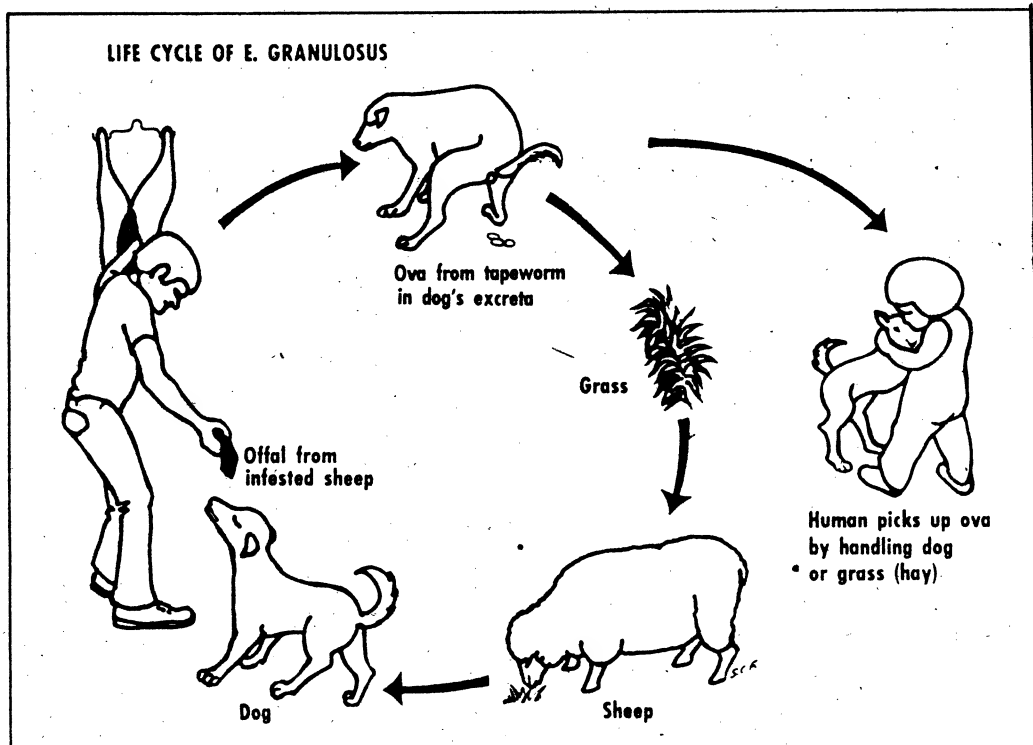 LIFE CYCLE OF E. GRANULOSUS
Ova from tapeworm
in dog's excreta
Grass
Offal from
infested sheep
Human picks up ova
by handling dog
or grass (hay)
Dog
Sheep